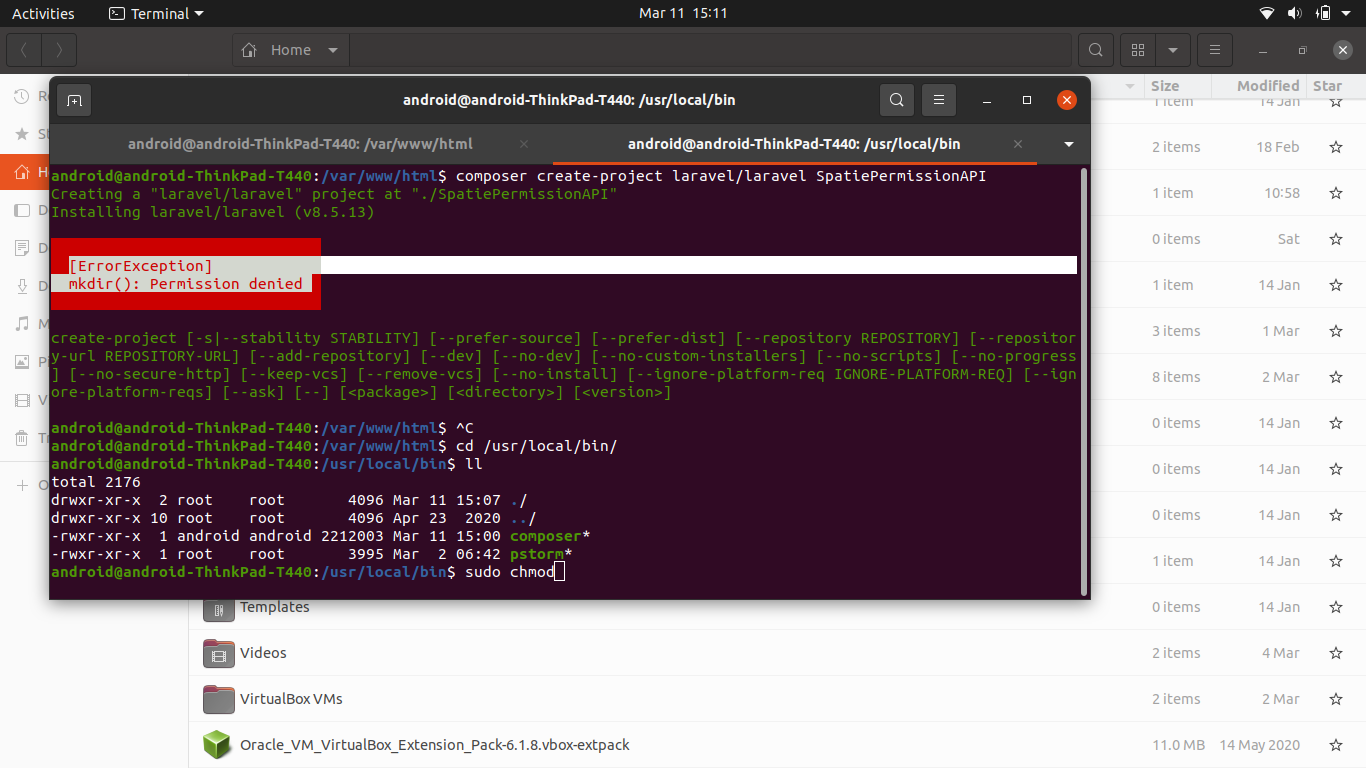 Activities
Terminal
Mar 11 15:11
Home
Size
Modified
Star
android@android-ThinkPad-T440: /usr/local/bin
android@android-ThinkPad-T440: /var/www/html
android@android-ThinkPad-T440: /usr/local/bin
android@android-ThinkPad-T440:/var/www/html$ composer create-project laravel/laravel SpatiePermissionAPI
Creating a "laravel/laravel" project at "./SpatiePermissionAPI"
Installing laravel/laravel (v8.5.13)
[ErrorException]
mkdir(): Permission denied
create-project [-s|--stability STABILITY] [--prefer-source] [--prefer-dist] [--repository REPOSITORY] [--repositor
y-url REPOSITORY-URL] [--add-repository] [--dev] [--no-dev] [--no-custom-installers] [--no-scripts] [--no-progress
] [--no-secure-http] [--keep-vcs] [--remove-vcs] [--no-install] [--ignore-platform-req IGNORE-PLATFORM-REQ] [--ign
ore-platform-reqs] [--ask] [--] [<package>] [<directory>] [<version>]
android@android-ThinkPad-T440:/var/www/html$ ^C
android@android-ThinkPad-T440:/var/www/html$ cd /usr/local/bin/
android@android-ThinkPad-T440:/usr/local/bin$ ll
total 2176
drwxr-xr-x 2 root root 4096 Mar 11 15:07 ./
drwxr-xr-x 10 root root 4096 Apr 23 2020 ../
-rwxr-xr-x 1 android android 2212003 Mar 11 15:00 composer*
-rwxr-xr-x 1 root root 3995 Mar 2 06:42 pstorm*
android@android-ThinkPad-T440:/usr/local/bin$ sudo chmod
1 item 14 Jan
2 items 18 Feb
1 item 10:58
0 items Sat
1 item 14 Jan
3 items 1 Mar
8 items 2 Mar
0 items 14 Jan
0 items 14 Jan
0 items 14 Jan
1 item 14 Jan
Templates 0 items 14 Jan
Videos 2 items 4 Mar
VirtualBox VMs 2 items 2 Mar
Oracle_VM_VirtualBox_Extension_Pack-6.1.8.vbox-extpack 11.0 MB 14 May 2020